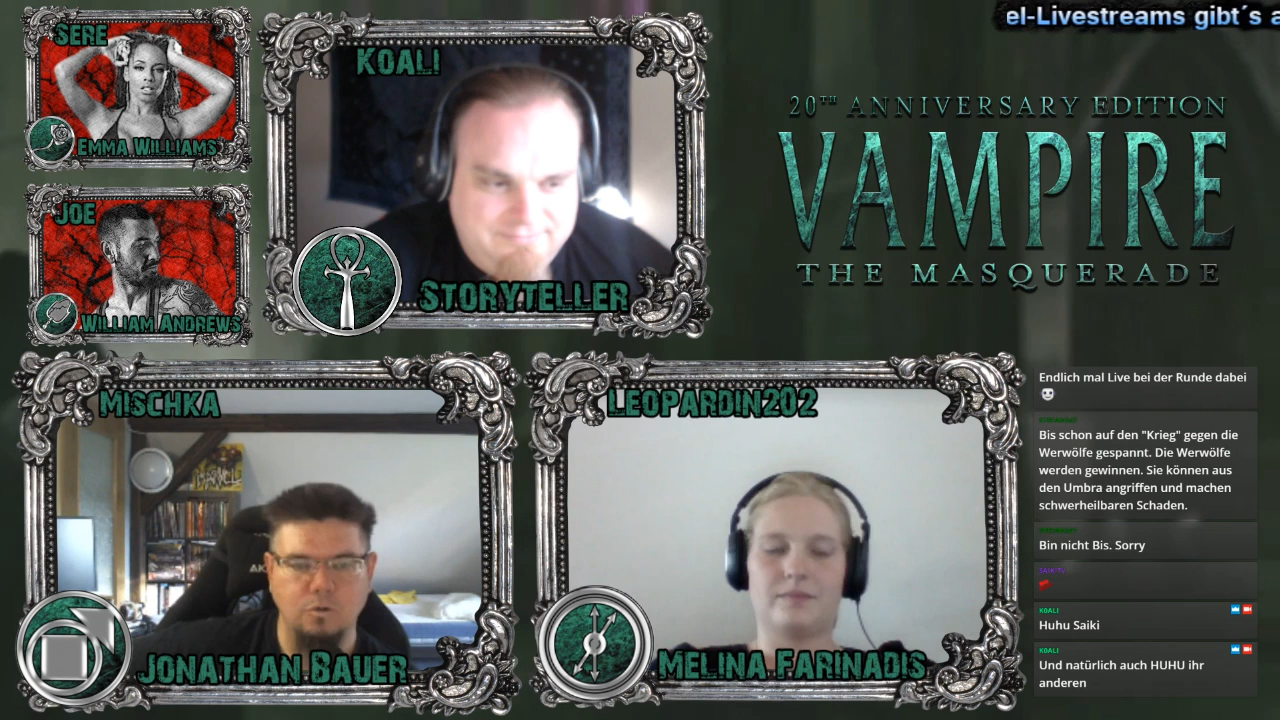 el-Livestreams gibt´s a
SERE
EMMA WILLIAMS
KOALI
STORYTELLER
20TH ANNIVERSARY EDITION
VAMPIRE
THE MASQUERADE
JOE
WILLIAM ANDREWS
MISCHKA
JONATHAN BAUER
LEOPARDIN202
MELINA FARINADIS
Endlich mal Live bei der Runde dabei
Bis schon auf den "Krieg" gegen die
Werwölfe gespannt. Die Werwölfe
werden gewinnen. Sie können aus
den Umbra angriffen und machen
schwerheilbaren Schaden.
Bin nicht Bis. Sorry
KOALI
Huhu Saiki
KOALI
Und natürlich auch HUHU ihr
anderen